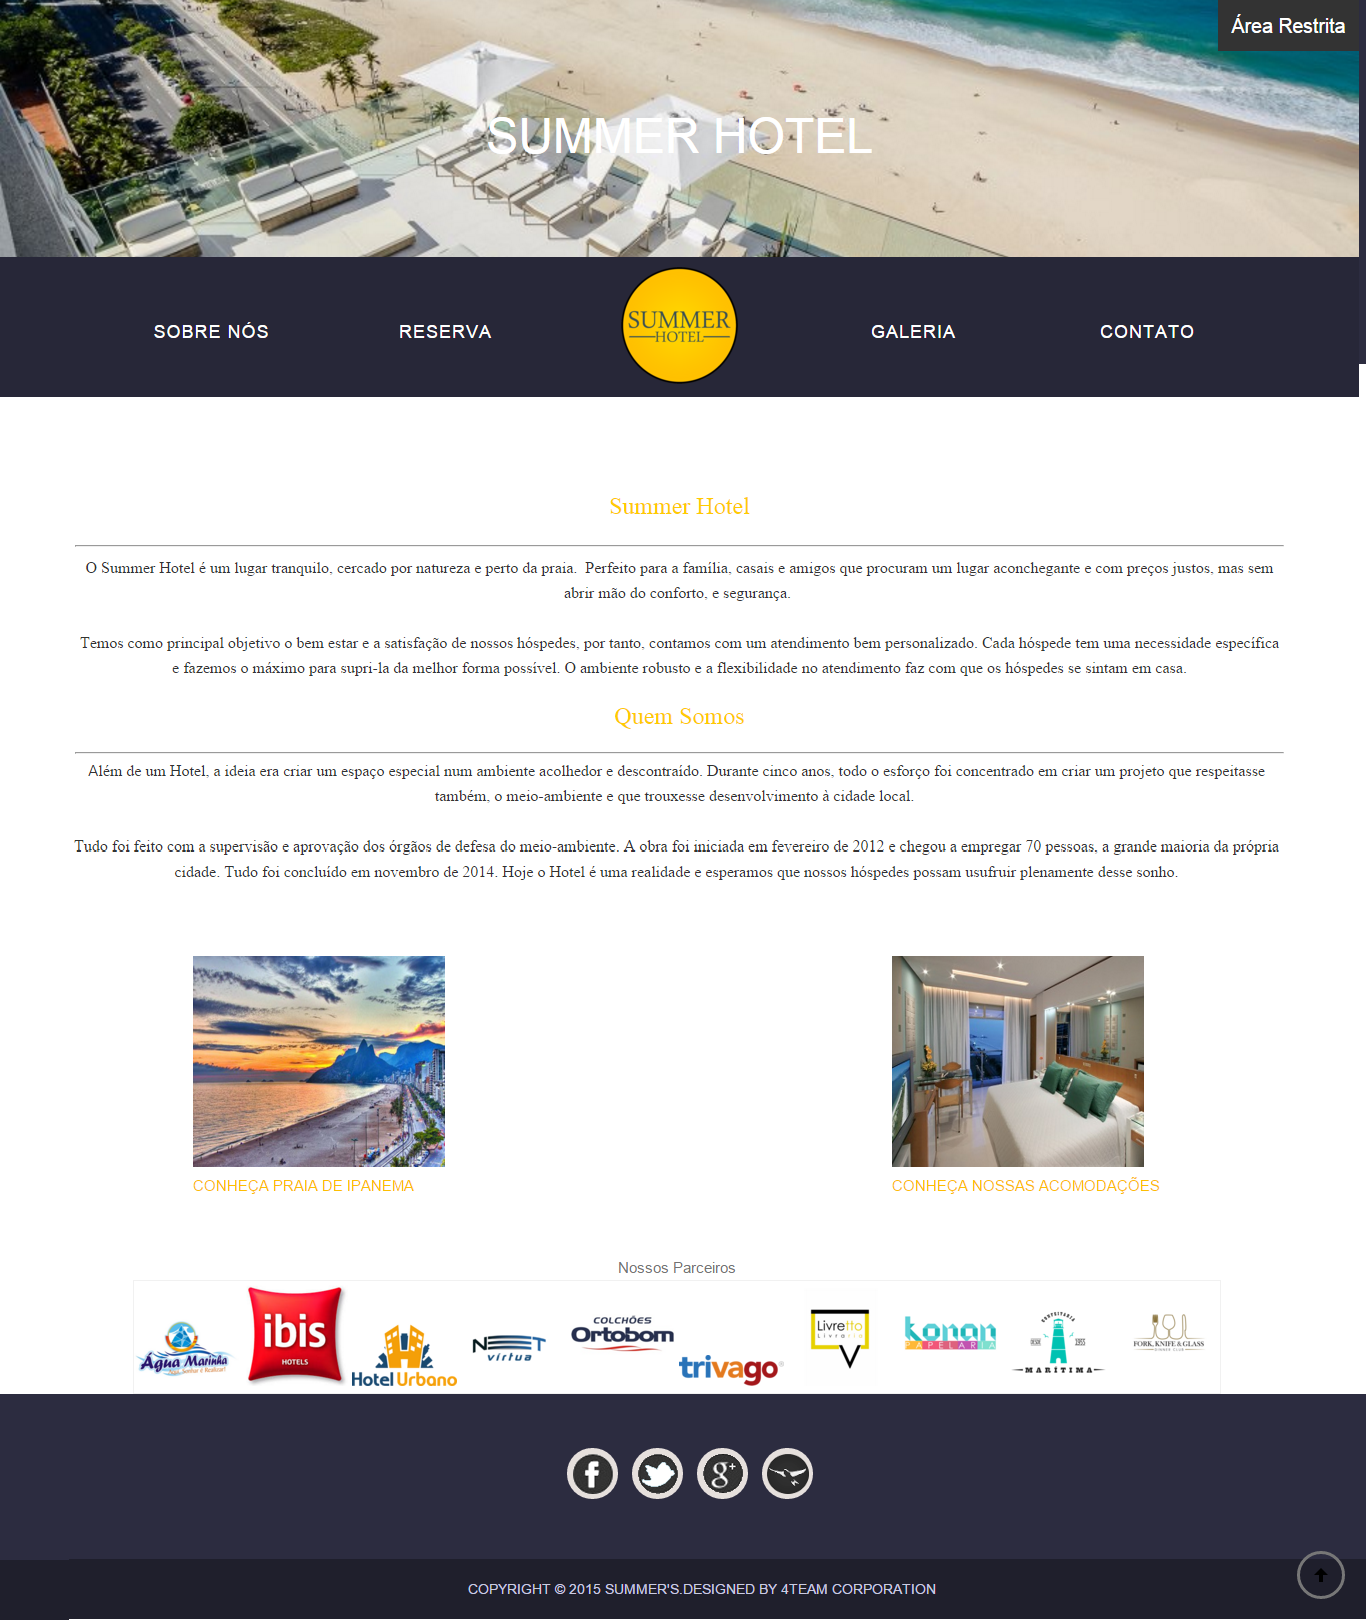 Área Restrita
SUMMER HOTEL
SOBRE NÓS
RESERVA
SUMMER
HOTEL
GALERIA
CONTATO
Summer Hotel
O Summer Hotel é um lugar tranquilo, cercado por natureza e perto da praia.  Perfeito para a família, casais e amigos que procuram um lugar aconchegante e com preços justos, mas sem
abrir mão do conforto, e segurança.
Temos como principal objetivo o bem estar e a satisfação de nossos hóspedes, por tanto, contamos com um atendimento bem personalizado. Cada hóspede tem uma necessidade específica
e fazemos o máximo para supri-la da melhor forma possível. O ambiente robusto e a flexibilidade no atendimento faz com que os hóspedes se sintam em casa.
Quem Somos
Além de um Hotel, a ideia era criar um espaço especial num ambiente acolhedor e descontraído. Durante cinco anos, todo o esforço foi concentrado em criar um projeto que respeitasse
também, o meio-ambiente e que trouxesse desenvolvimento à cidade local.
Tudo foi feito com a supervisão e aprovação dos órgãos de defesa do meio-ambiente. A obra foi iniciada em fevereiro de 2012 e chegou a empregar 70 pessoas, a grande maioria da própria
cidade. Tudo foi concluído em novembro de 2014. Hoje o Hotel é uma realidade e esperamos que nossos hóspedes possam usufruir plenamente desse sonho.
CONHEÇA PRAIA DE IPANEMA
CONHEÇA NOSSAS ACOMODAÇÕES
Nossos Parceiros
Água Marinha
ibis
HOTELS
Hotel Urbano
NET
virtua
COLCHÕES
Ortobom
trivago
Livretto
Livraria
konan
PAPELARIA
CONFEITARIA
DESDE 1955
MARÍTIMA
FORK, KNIFE & GLASS
DINNER CLUB
COPYRIGHT © 2015 SUMMER'S.DESIGNED BY 4TEAM CORPORATION